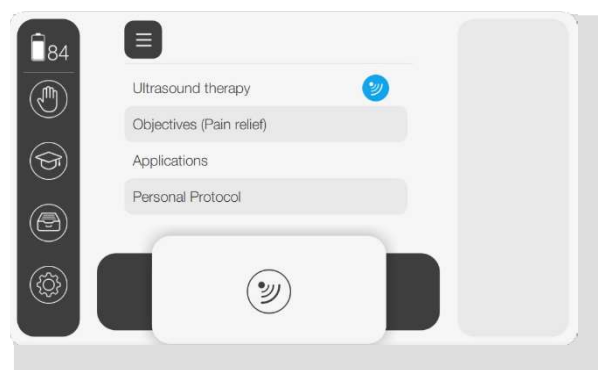 84
Ultrasound therapy
Objectives (Pain relief)
Applications
Personal Protocol